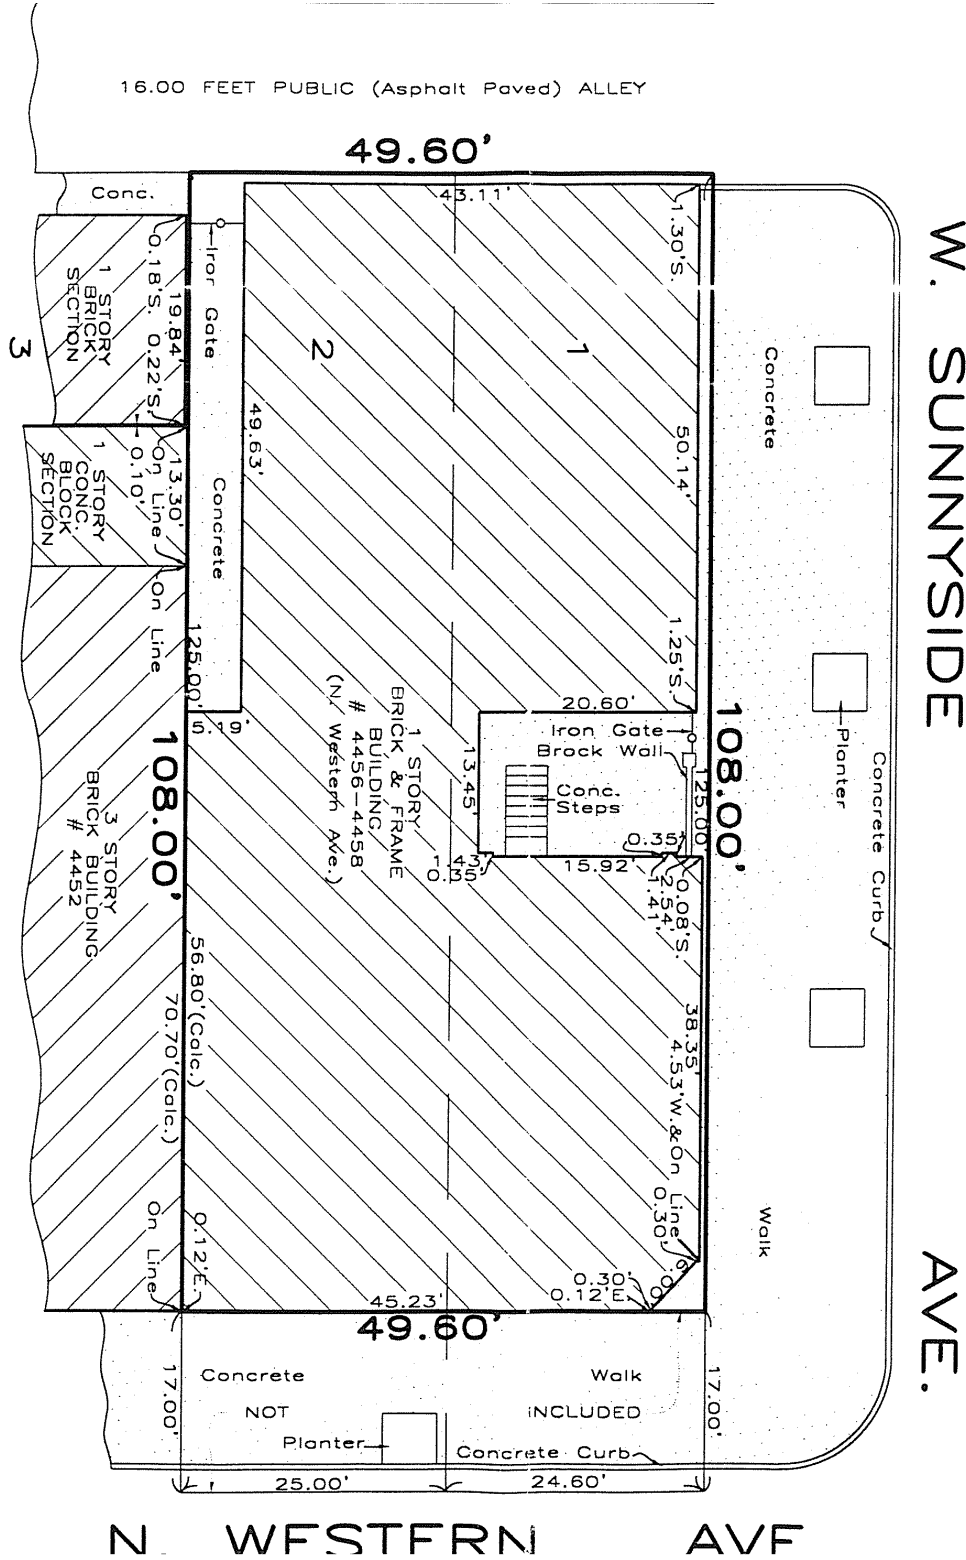 16.00 FEET PUBLIC (Asphalt Paved) ALLEY
49.60'
43.11'
Conc.
1.30'S.
W. SUNNYSIDE AVE.
Iron Gate
0.18'S.
19.84'
0.22'S.
1 STORY
BRICK
SECTION
3
2
1
Concrete
50.14'
49.63'
Concrete
13.30'
On Line
0.10'
1 STORY
CONC.
BLOCK
SECTION
On Line
125.00'
5.19'
108.00'
1.25'S.
20.60'
Iron Gate
Brock Wall
13.45'
Conc.
Steps
125.00'
108.00'
0.35'
1.43'
0.35'
15.92'
0.08'S.
2.54'
1.41'
Planter
Concrete Curb
1 STORY
BRICK & FRAME
BUILDING
# 4456-4458
(N. Western Ave.)
3 STORY
BRICK BUILDING
# 4452
56.80'(Calc.)
70.70'(Calc.)
38.35'
4.53'W.&On Line
0.30'
6.00'
Walk
On Line
0.12'E.
0.30'
0.12'E.
45.23'
49.60'
17.00'
Concrete Walk
NOT INCLUDED
17.00'
Planter
Concrete Curb
25.00'
24.60'
N. WESTERN AVE